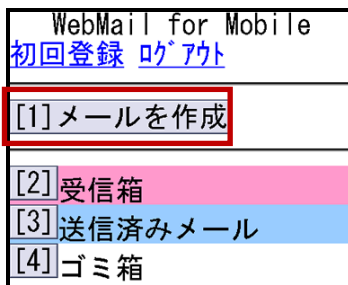 WebMail for Mobile
初回登録 ﾛｸﾞｱｳﾄ
[1]メールを作成
[2]受信箱
[3]送信済みメール
[4]ゴミ箱